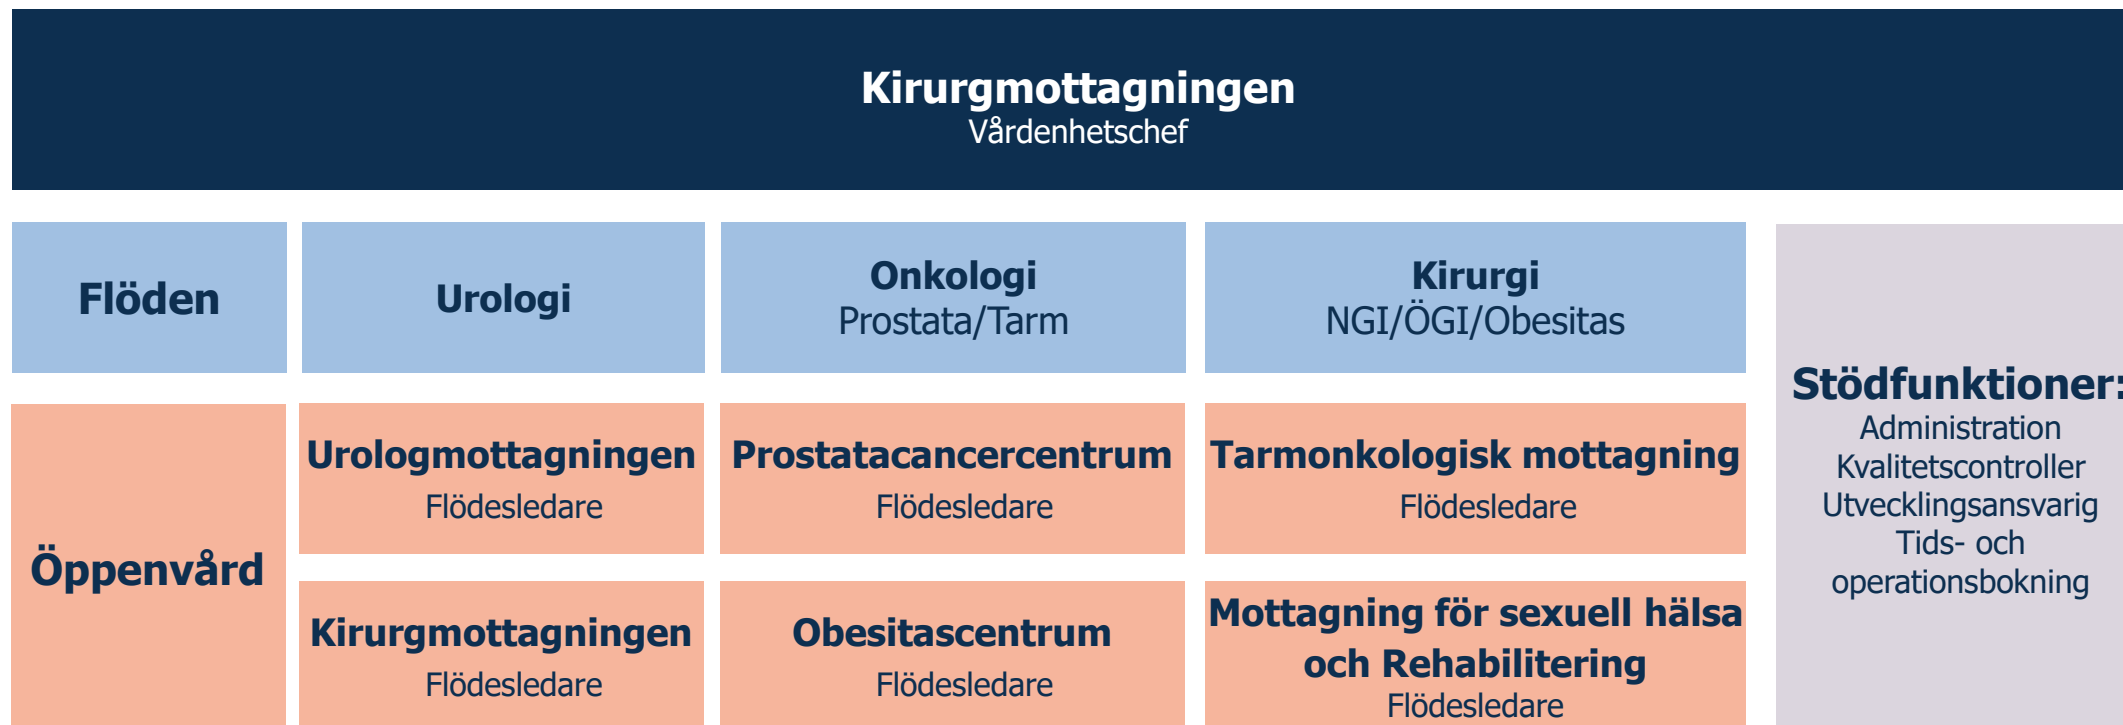 Kirurgmottagningen
Vårdenhetschef
Flöden
Urologi
Onkologi
Prostata/Tarm
Kirurgi
NGI/ÖGI/Obesitas
Öppenvård
Urologmottagningen
Flödesledare
Prostatacancercentrum
Flödesledare
Tarmonkologisk mottagning
Flödesledare
Kirurgmottagningen
Flödesledare
Obesitascentrum
Flödesledare
Mottagning för sexuell hälsa
och Rehabilitering
Flödesledare
Stödfunktioner:
Administration
Kvalitetscontroller
Utvecklingsansvarig
Tids- och
operationsbokning